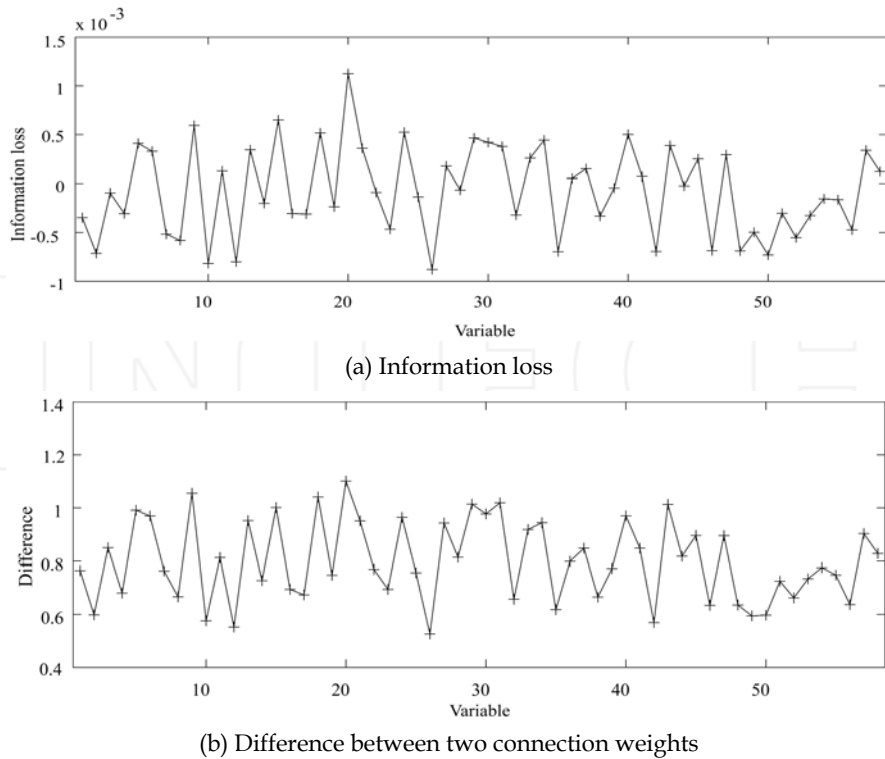 x 10 -3
1.5
1
0.5
0
-0.5
-1
Information loss
10 20 30 40 50
Variable
(a) Information loss
1.4
1.2
1
0.8
0.6
0.4
Difference
10 20 30 40 50
Variable
(b) Difference between two connection weights